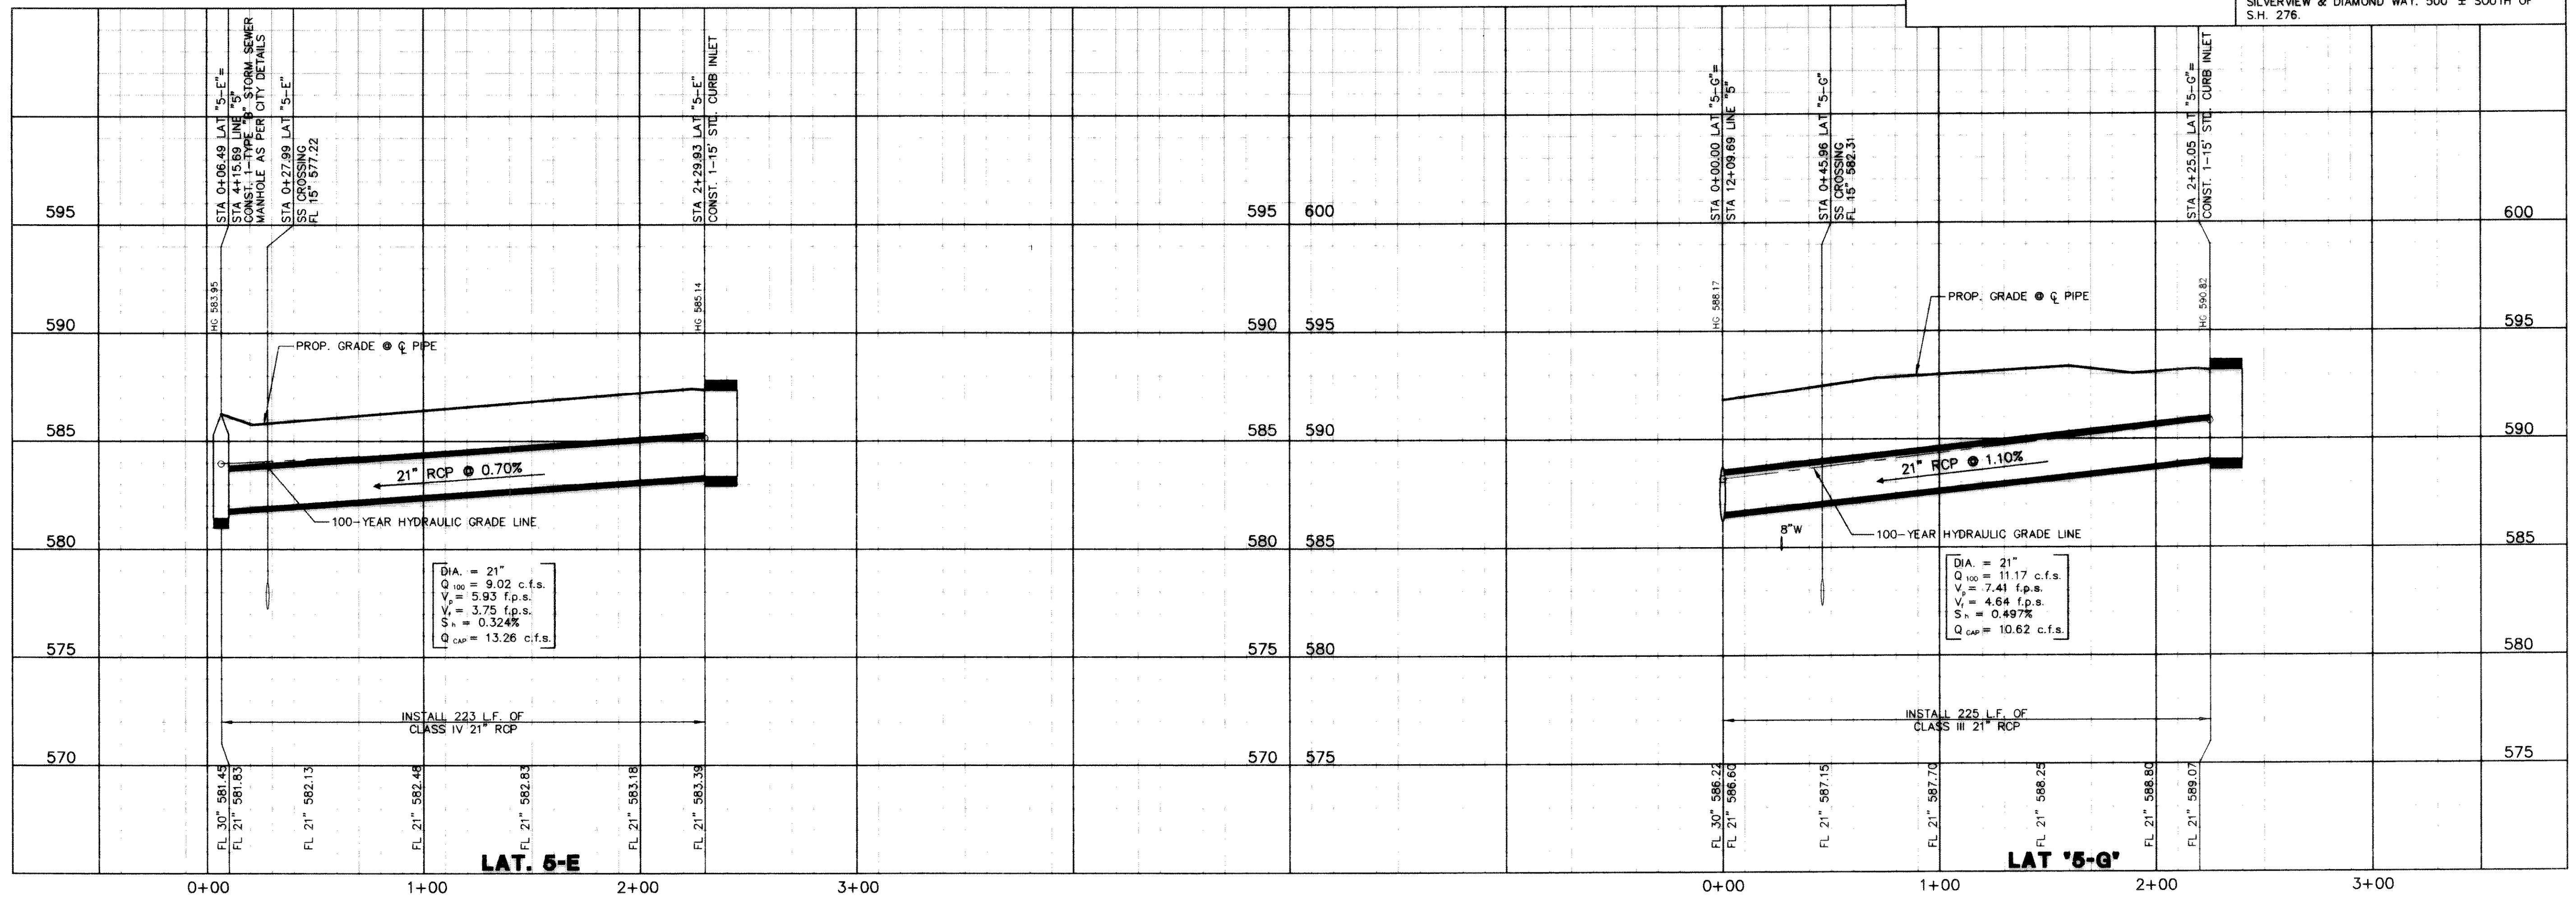 SILVERVIEW & DIAMOND WAY. 500' ± SOUTH OF
S.H. 276.
STA 0+06.49 LAT "5-E"=
STA 4+15.69 LINE "5"
CONST. 1-TYPE "B" STORM SEWER
MANHOLE AS PER CITY DETAILS
STA 0+27.99 LAT "5-E"
SS CROSSING
FL 15" 577.22
STA 2+29.93 LAT "5-E"
CONST. 1-15' STD. CURB INLET
HG 583.95
HG 585.14
595
590
585
580
575
570
595
590
585
580
575
570
PROP. GRADE @ ℄ PIPE
21" RCP @ 0.70%
100-YEAR HYDRAULIC GRADE LINE
DIA. = 21"
Q 100 = 9.02 c.f.s.
Vp = 5.93 f.p.s.
Vf = 3.75 f.p.s.
S h = 0.324%
Q CAP = 13.26 c.f.s.
INSTALL 223 L.F. OF
CLASS IV 21" RCP
FL 30" 581.45
FL 21" 581.83
FL 21" 582.13
FL 21" 582.48
FL 21" 582.83
FL 21" 583.18
FL 21" 583.39
LAT. 5-E
0+00
1+00
2+00
3+00
STA 0+00.00 LAT "5-G"=
STA 12+09.69 LINE "5"
STA 0+45.96 LAT "5-G"
SS CROSSING
FL 15" 582.31
STA 2+25.05 LAT "5-G"=
CONST. 1-15' STD. CURB INLET
HG 588.17
HG 590.82
600
595
590
585
580
575
600
595
590
585
580
575
PROP. GRADE @ ℄ PIPE
21" RCP @ 1.10%
8"W
100-YEAR HYDRAULIC GRADE LINE
DIA. = 21"
Q 100 = 11.17 c.f.s.
Vp = 7.41 f.p.s.
Vf = 4.64 f.p.s.
S h = 0.497%
Q CAP = 10.62 c.f.s.
INSTALL 225 L.F. OF
CLASS III 21" RCP
FL 30" 586.22
FL 21" 586.60
FL 21" 587.15
FL 21" 587.70
FL 21" 588.25
FL 21" 588.80
FL 21" 589.07
LAT "5-G"
0+00
1+00
2+00
3+00